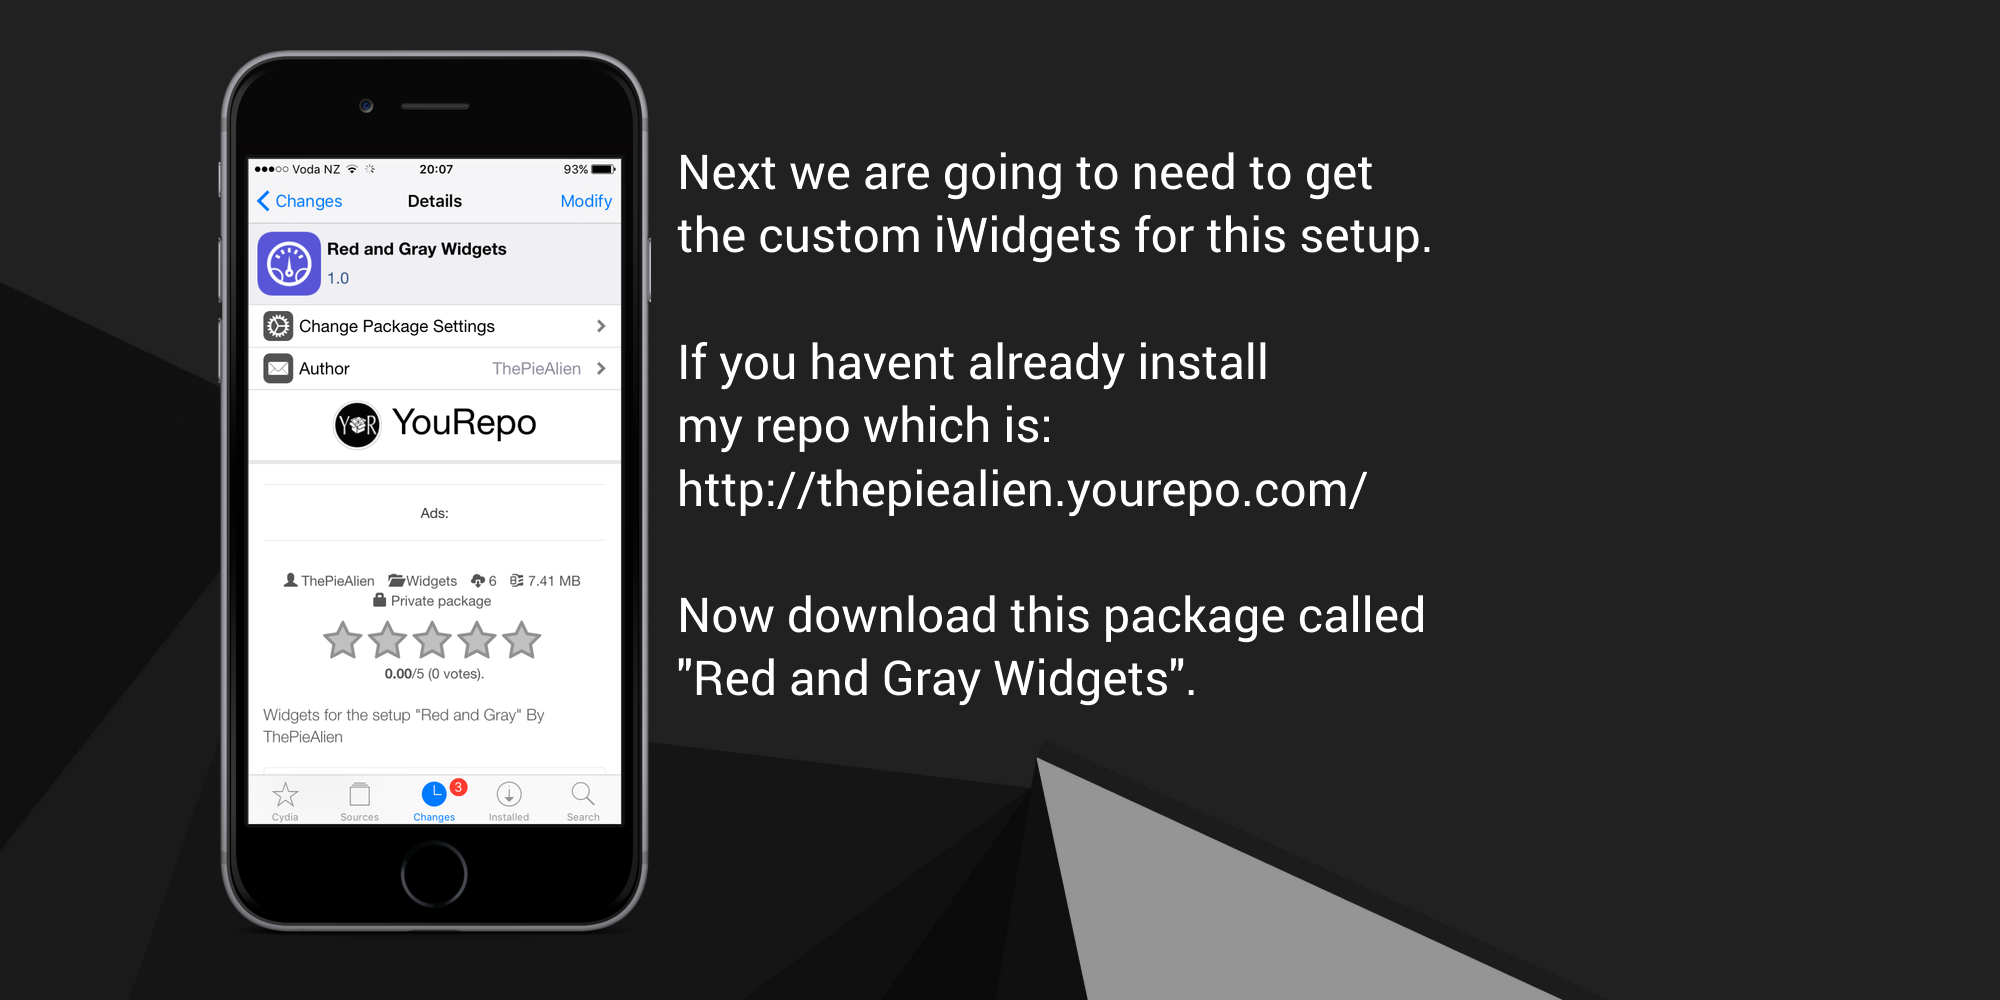 Voda NZ 20:07 93%
Changes Details Modify
Red and Gray Widgets
1.0
Change Package Settings
Author ThePieAlien
YR YouRepo
Ads:
ThePieAlien Widgets 6 7.41 MB
Private package
0.00/5 (0 votes).
Widgets for the setup "Red and Gray" By
ThePieAlien
3
Cydia Sources Changes Installed Search
Next we are going to need to get
the custom iWidgets for this setup.
If you havent already install
my repo which is:
http://thepiealien.yourepo.com/
Now download this package called
"Red and Gray Widgets".